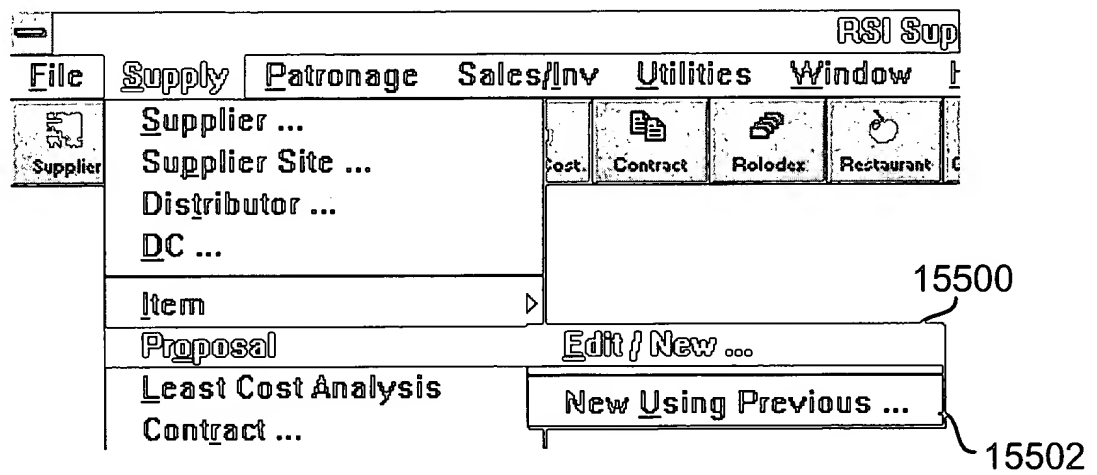 RSI Sup
File Supply Patronage Sales/Inv Utilities Window H
Supplier Cost. Contract Rolodex Restaurant
Supplier ...
Supplier Site ...
Distributor ...
DC ...
Item
15500
Proposal Edit / New ...
Least Cost Analysis
New Using Previous ...
Contract ...
15502